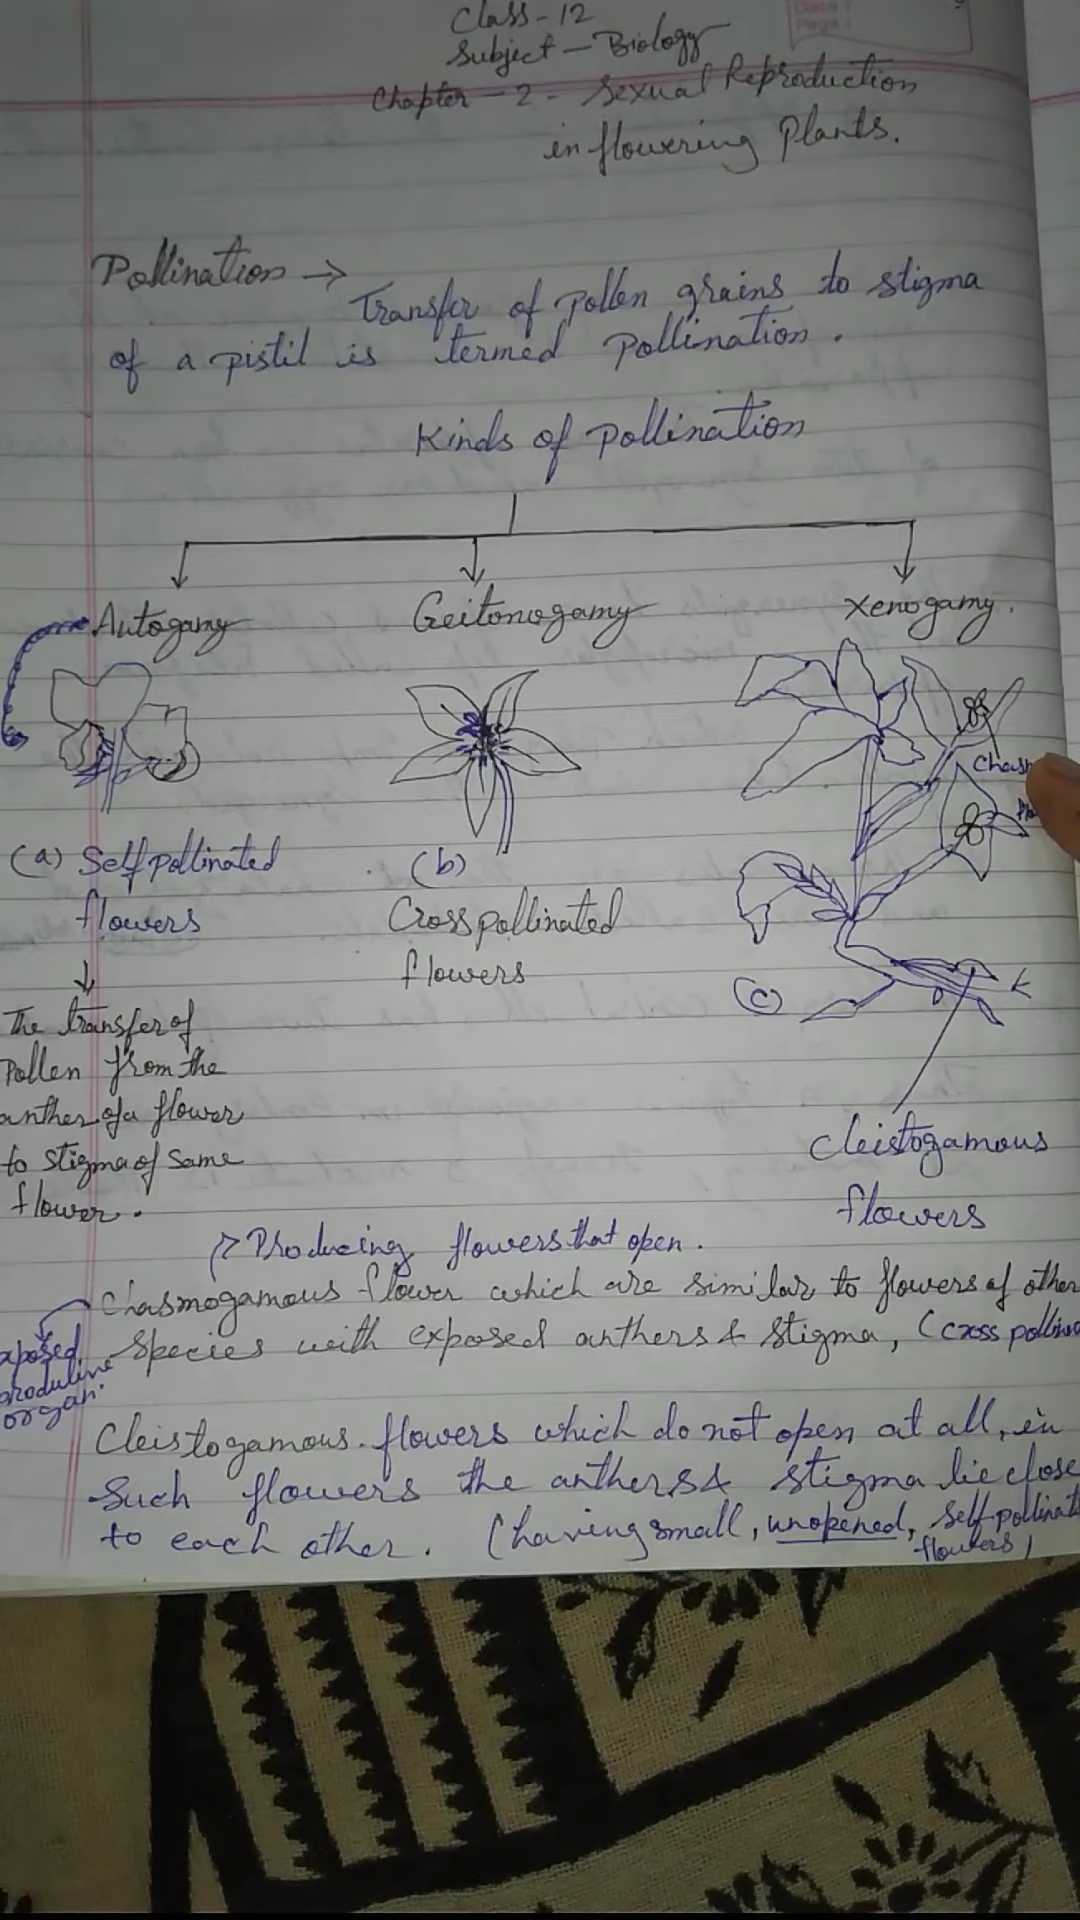 Class-12
Subject - Biology
Chapter - 2 - Sexual Reproduction
in flowering Plants.
Pollination →
Transfer of pollen grains to stigma
of a pistil is termed pollination.
Kinds of pollination
Autogamy Geitonogamy Xenogamy.
Chasm
flo
(a) Self pollinated
flowers
(b)
Cross pollinated
flowers
(c)
The transfer of
Pollen from the
anther of a flower
to stigma of same
flower.
Cleistogamous
flowers
Producing flowers that open.
Chasmogamous flower which are similar to flowers of other
species with exposed anthers & stigma, (cross pollina
xposed
organ.
Cleistogamous. flowers which do not open at all, in
Such flowers the anthers & stigma lie close
to each other. (having small, unopened, self-pollinat
flowers)